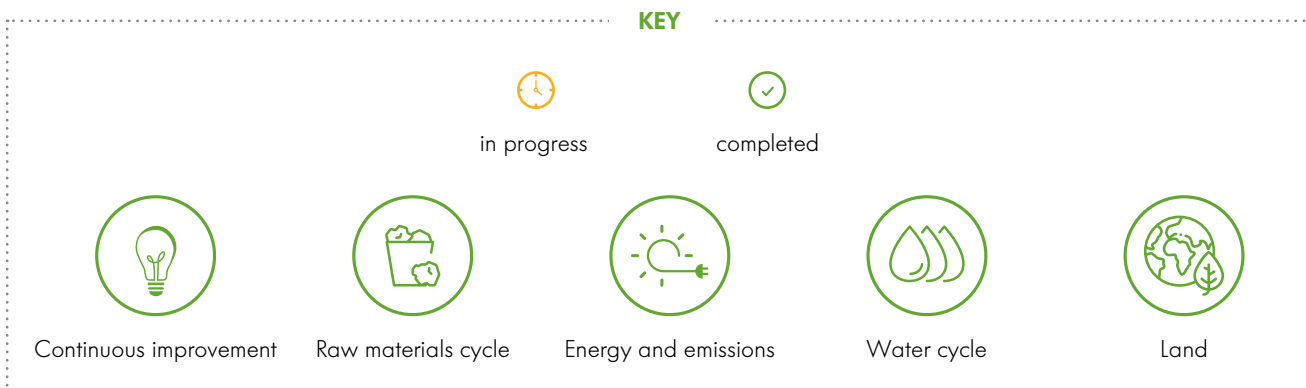 KEY
in progress
completed
Continuous improvement
Raw materials cycle
Energy and emissions
Water cycle
Land